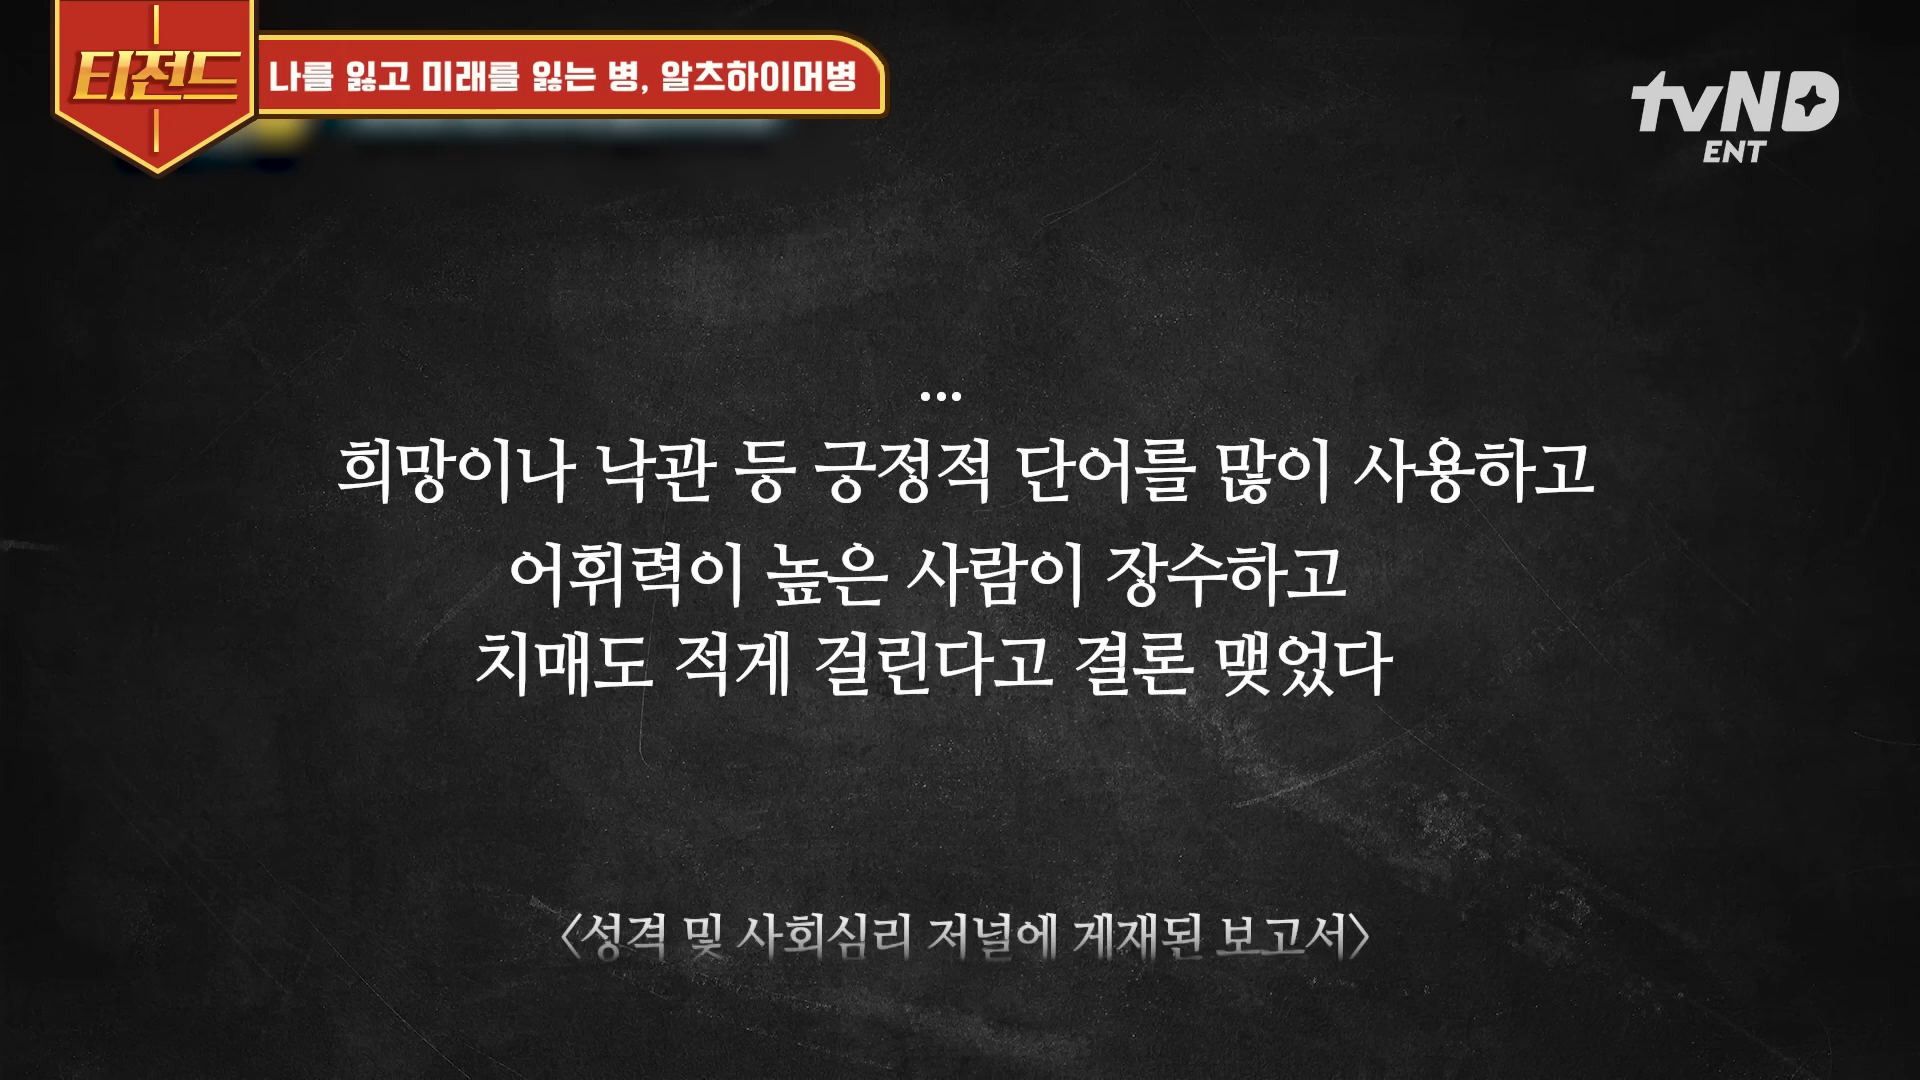 티전드
나를 잃고 미래를 잃는 병, 알츠하이머병
tvND
ENT
...
희망이나 낙관 등 긍정적 단어를 많이 사용하고
어휘력이 높은 사람이 장수하고
치매도 적게 걸린다고 결론 맺었다
<성격 및 사회심리 저널에 게재된 보고서>